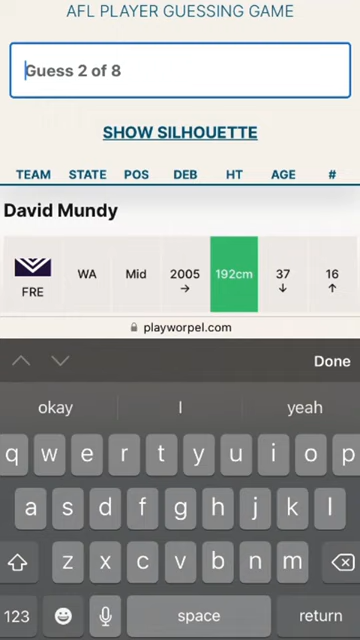 AFL PLAYER GUESSING GAME
Guess 2 of 8
SHOW SILHOUETTE
TEAM STATE POS DEB HT AGE #
David Mundy
FRE WA Mid 2005 → 192cm 37 ↓ 16 ↑
playworpel.com
Done
okay I yeah
q w e r t y u i o p
a s d f g h j k l
z x c v b n m
123 space return